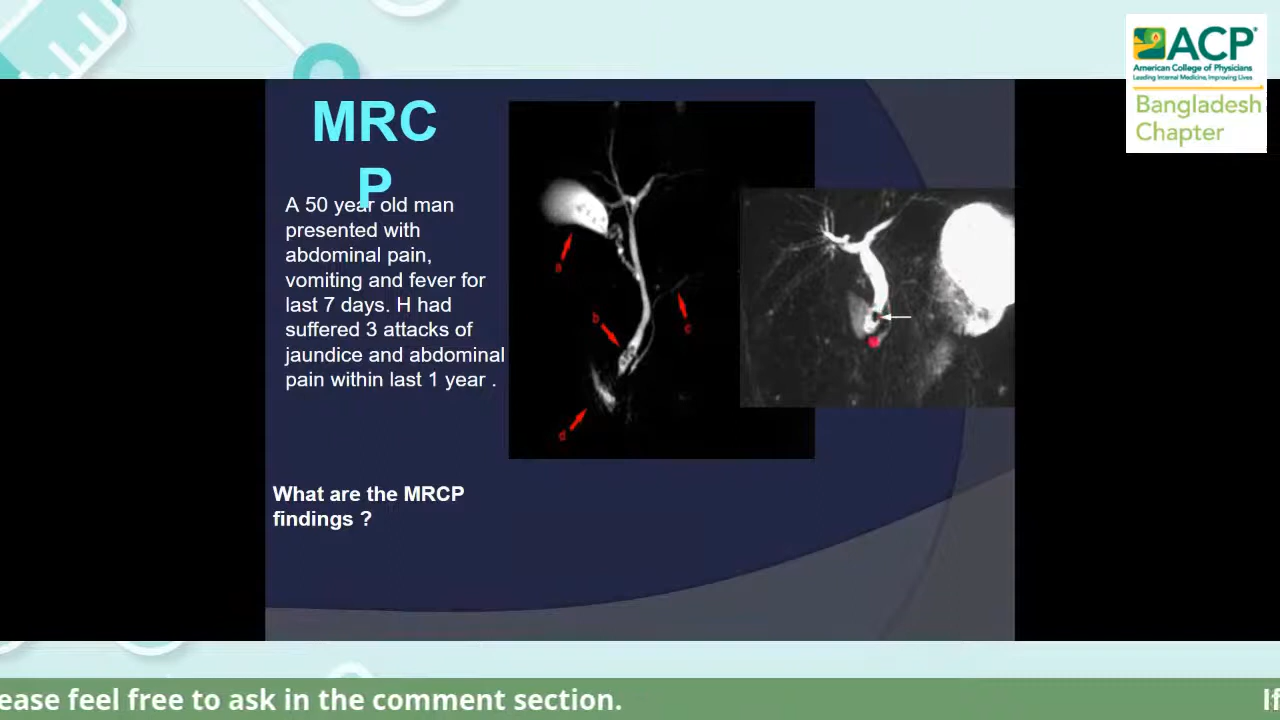 ACP
American College of Physicians
Leading Internal Medicine, Improving Lives
Bangladesh
Chapter
MRC
P
A 50 year old man
presented with
abdominal pain,
vomiting and fever for
last 7 days. H had
suffered 3 attacks of
jaundice and abdominal
pain within last 1 year .
a
b
c
d
What are the MRCP
findings ?
ease feel free to ask in the comment section.
If